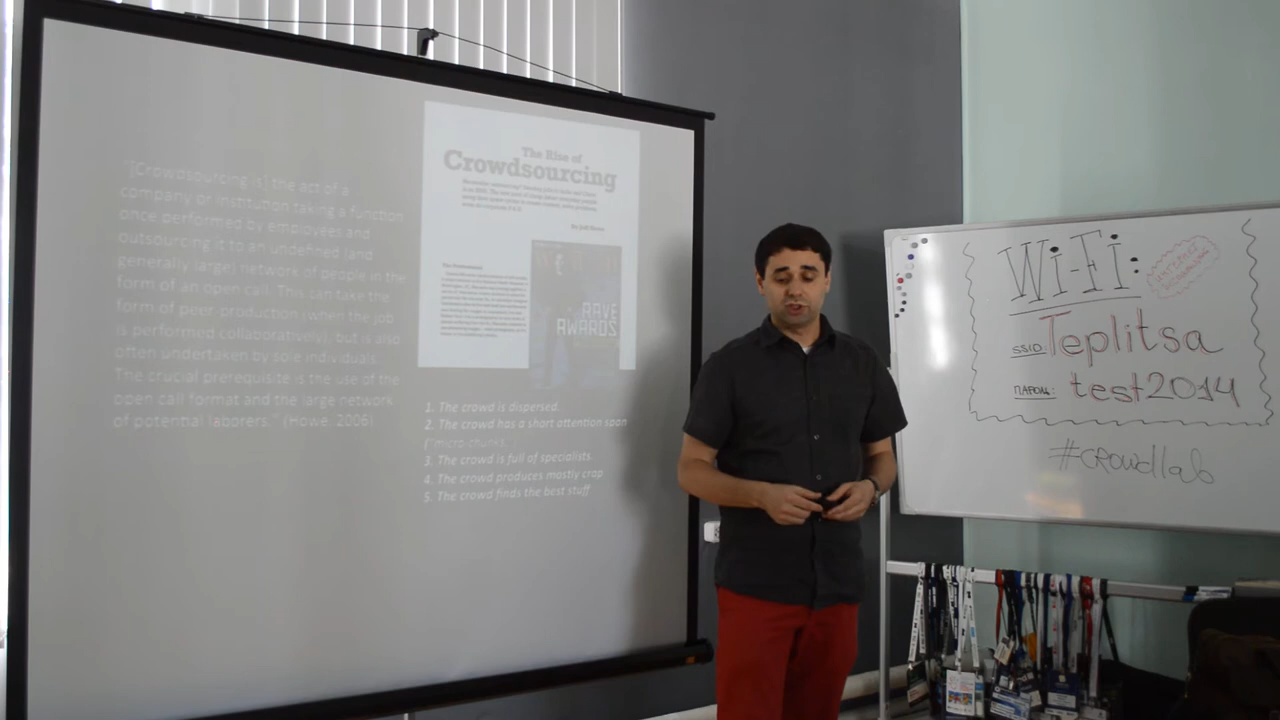 "[Crowdsourcing is] the act of a
company or institution taking a function
once performed by employees and
outsourcing it to an undefined (and
generally large) network of people in the
form of an open call. This can take the
form of peer-production (when the job
is performed collaboratively), but is also
often undertaken by sole individuals.
The crucial prerequisite is the use of the
open call format and the large network
of potential laborers." (Howe, 2006)
The Rise of
Crowdsourcing
By Jeff Howe
RAVE
AWARDS
1. The crowd is dispersed.
2. The crowd has a short attention span
("micro-chunks")
3. The crowd is full of specialists.
4. The crowd produces mostly crap
5. The crowd finds the best stuff
Wi-Fi:
SSID: Teplitsa
ПАРОЛЬ: test2014
#CROWDLAB